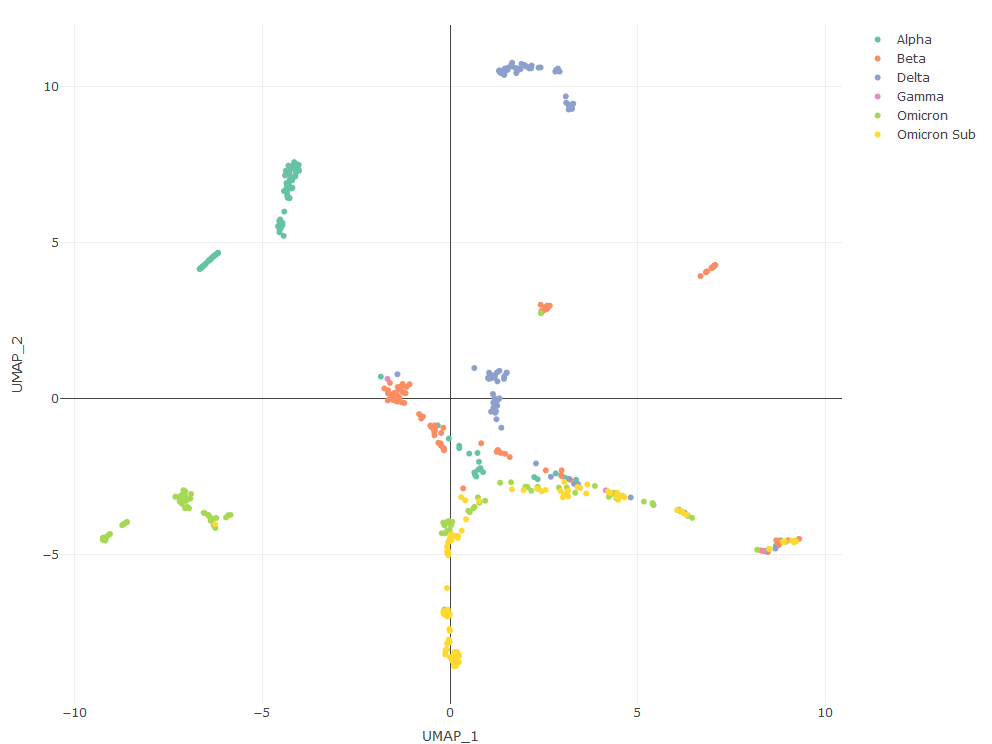 Alpha
Beta
Delta
Gamma
Omicron
Omicron Sub
10
5
0
−5
UMAP_2
−10
−5
0
5
10
UMAP_1